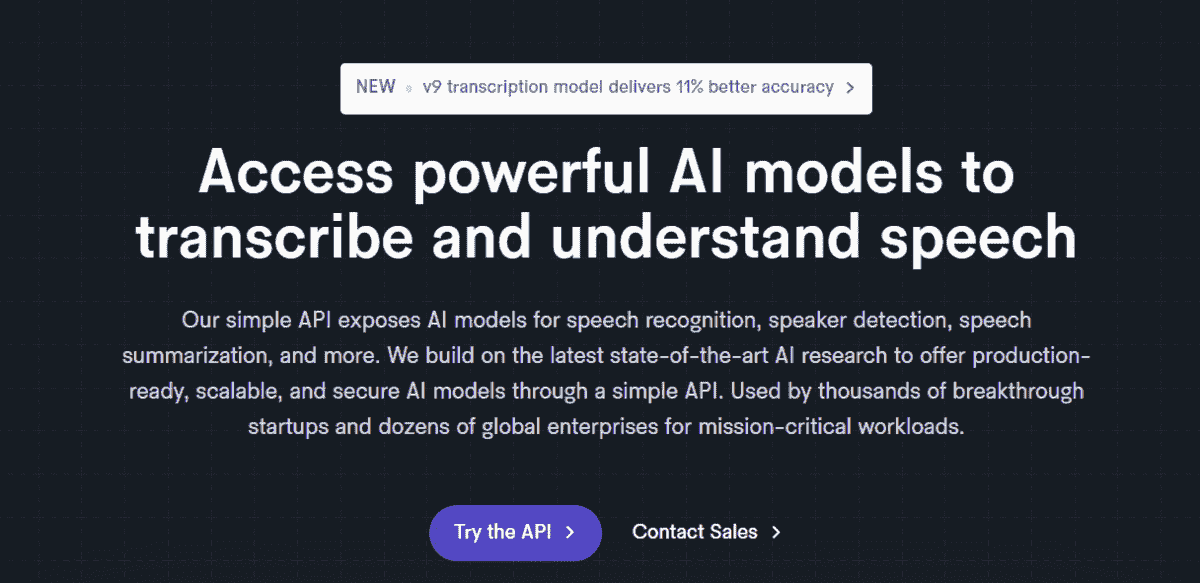 NEW v9 transcription model delivers 11% better accuracy
Access powerful AI models to
transcribe and understand speech
Our simple API exposes AI models for speech recognition, speaker detection, speech
summarization, and more. We build on the latest state-of-the-art AI research to offer production-
ready, scalable, and secure AI models through a simple API. Used by thousands of breakthrough
startups and dozens of global enterprises for mission-critical workloads.
Try the API
Contact Sales